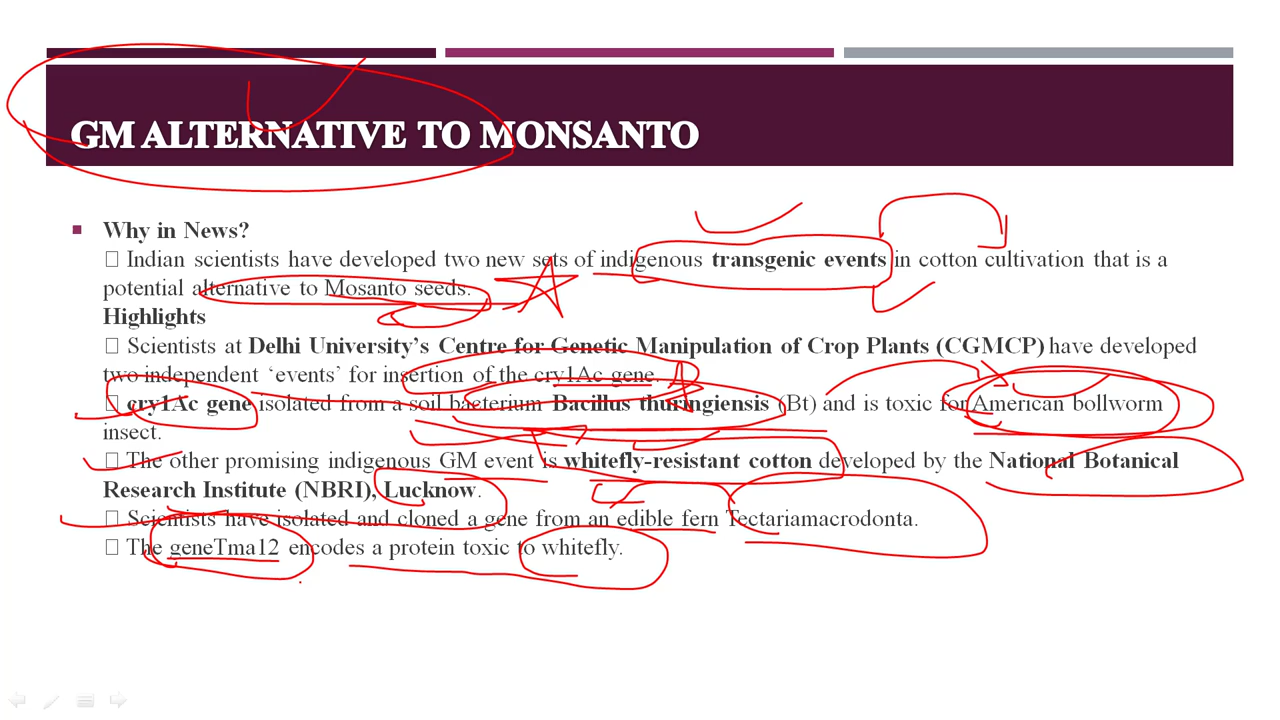 GM ALTERNATIVE TO MONSANTO
Why in News?
Indian scientists have developed two new sets of indigenous transgenic events in cotton cultivation that is a
potential alternative to Mosanto seeds.
Highlights
Scientists at Delhi University’s Centre for Genetic Manipulation of Crop Plants (CGMCP) have developed
two independent ‘events’ for insertion of the cry1Ac gene.
cry1Ac gene isolated from a soil bacterium Bacillus thuringiensis (Bt) and is toxic for American bollworm
insect.
The other promising indigenous GM event is whitefly-resistant cotton developed by the National Botanical
Research Institute (NBRI), Lucknow.
Scientists have isolated and cloned a gene from an edible fern Tectariamacrodonta.
The geneTma12 encodes a protein toxic to whitefly.